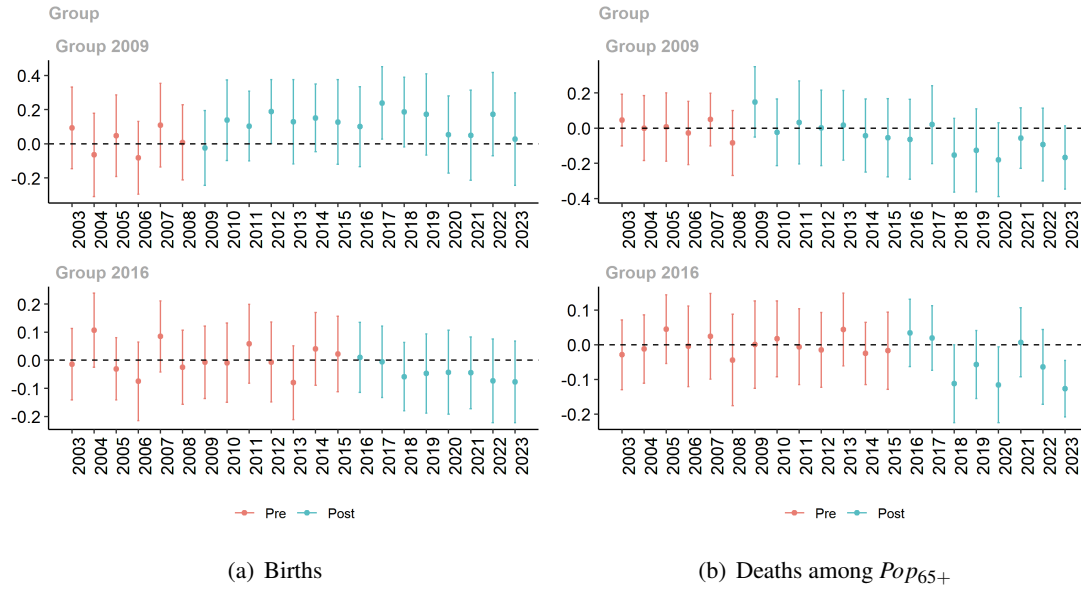 Group
Group 2009
0.4
0.2
0.0
-0.2
2003 2004 2005 2006 2007 2008 2009 2010 2011 2012 2013 2014 2015 2016 2017 2018 2019 2020 2021 2022 2023
Group 2016
0.2
0.1
0.0
-0.1
-0.2
2003 2004 2005 2006 2007 2008 2009 2010 2011 2012 2013 2014 2015 2016 2017 2018 2019 2020 2021 2022 2023
Pre Post
(a) Births
Group
Group 2009
0.2
0.0
-0.2
-0.4
2003 2004 2005 2006 2007 2008 2009 2010 2011 2012 2013 2014 2015 2016 2017 2018 2019 2020 2021 2022 2023
Group 2016
0.1
0.0
-0.1
-0.2
2003 2004 2005 2006 2007 2008 2009 2010 2011 2012 2013 2014 2015 2016 2017 2018 2019 2020 2021 2022 2023
Pre Post
(b) Deaths among Pop65+